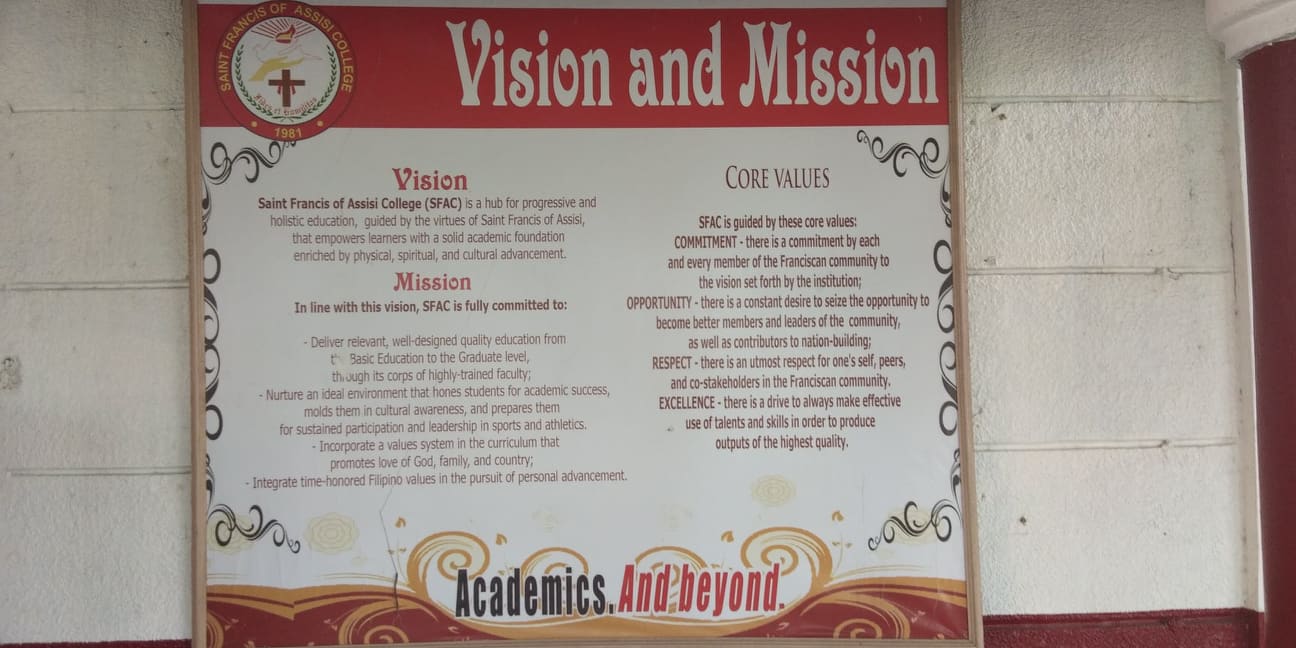 SAINT FRANCIS OF ASSISI COLLEGE
1981
Vision and Mission
Vision
Saint Francis of Assisi College (SFAC) is a hub for progressive and
holistic education, guided by the virtues of Saint Francis of Assisi,
that empowers learners with a solid academic foundation
enriched by physical, spiritual, and cultural advancement.
Mission
In line with this vision, SFAC is fully committed to:
- Deliver relevant, well-designed quality education from
the Basic Education to the Graduate level,
through its corps of highly-trained faculty;
- Nurture an ideal environment that hones students for academic success,
molds them in cultural awareness, and prepares them
for sustained participation and leadership in sports and athletics.
- Incorporate a values system in the curriculum that
promotes love of God, family, and country;
- Integrate time-honored Filipino values in the pursuit of personal advancement.
CORE VALUES
SFAC is guided by these core values:
COMMITMENT - there is a commitment by each
and every member of the Franciscan community to
the vision set forth by the institution;
OPPORTUNITY - there is a constant desire to seize the opportunity to
become better members and leaders of the community,
as well as contributors to nation-building;
RESPECT - there is an utmost respect for one's self, peers,
and co-stakeholders in the Franciscan community.
EXCELLENCE - there is a drive to always make effective
use of talents and skills in order to produce
outputs of the highest quality.
Academics. And beyond.